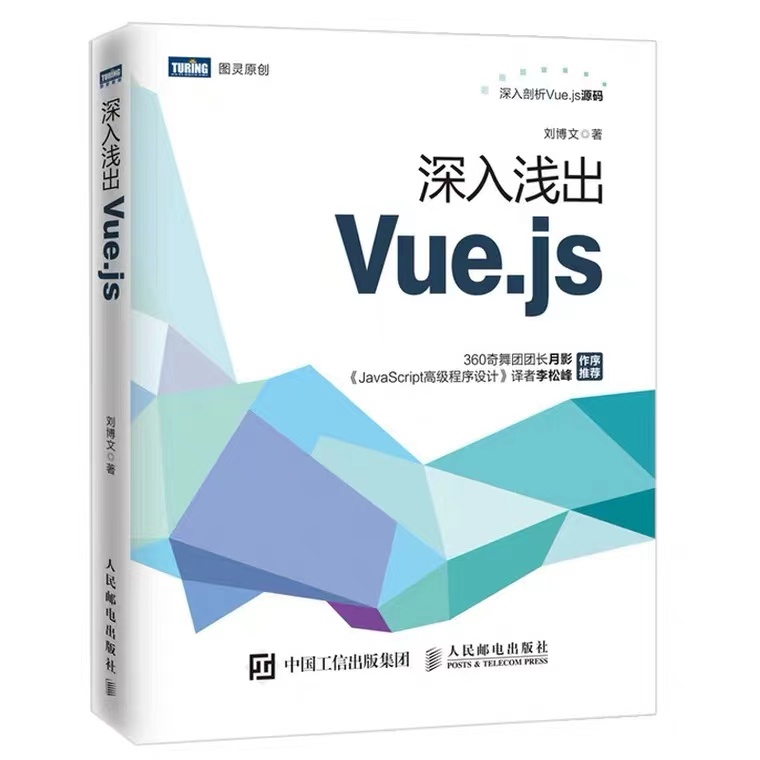 TURING 图灵原创
深入剖析Vue.js源码
刘博文◎著
深入浅出
Vue.js
360奇舞团团长月影
《JavaScript高级程序设计》译者李松峰
作序
推荐
中国工信出版集团
人民邮电出版社
POSTS & TELECOM PRESS
TURING
深入浅出
Vue.js
刘博文◎著
人民邮电出版社